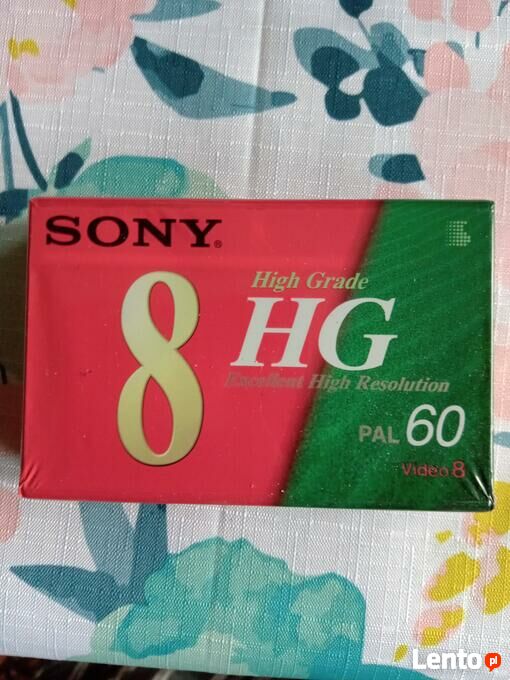 SONY®
8
High Grade
HG
Excellent High Resolution
PAL 60
Video 8
Lento pl